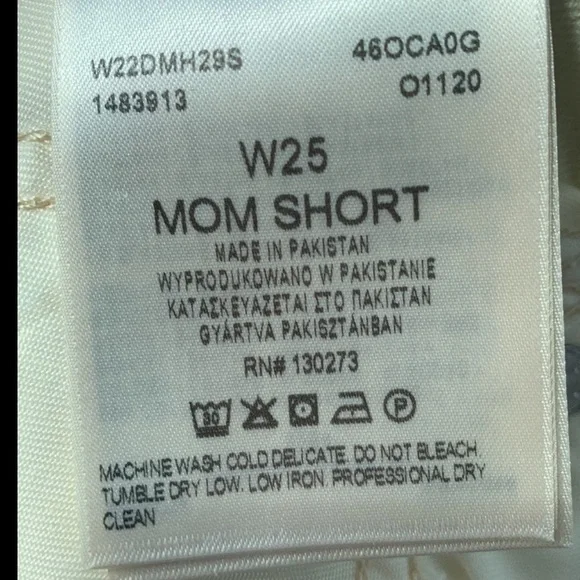 W22DMH29S 46OCA0G
1483913 O1120
W25
MOM SHORT
MADE IN PAKISTAN
WYPRODUKOWANO W PAKISTANIE
ΚΑΤΑΣΚΕΥΑΖΕΤΑΙ ΣΤΟ ΠΑΚΙΣΤΑΝ
GYÁRTVA PAKISZTÁNBAN
RN# 130273
30 P
MACHINE WASH COLD DELICATE. DO NOT BLEACH.
TUMBLE DRY LOW. LOW IRON. PROFESSIONAL DRY
CLEAN